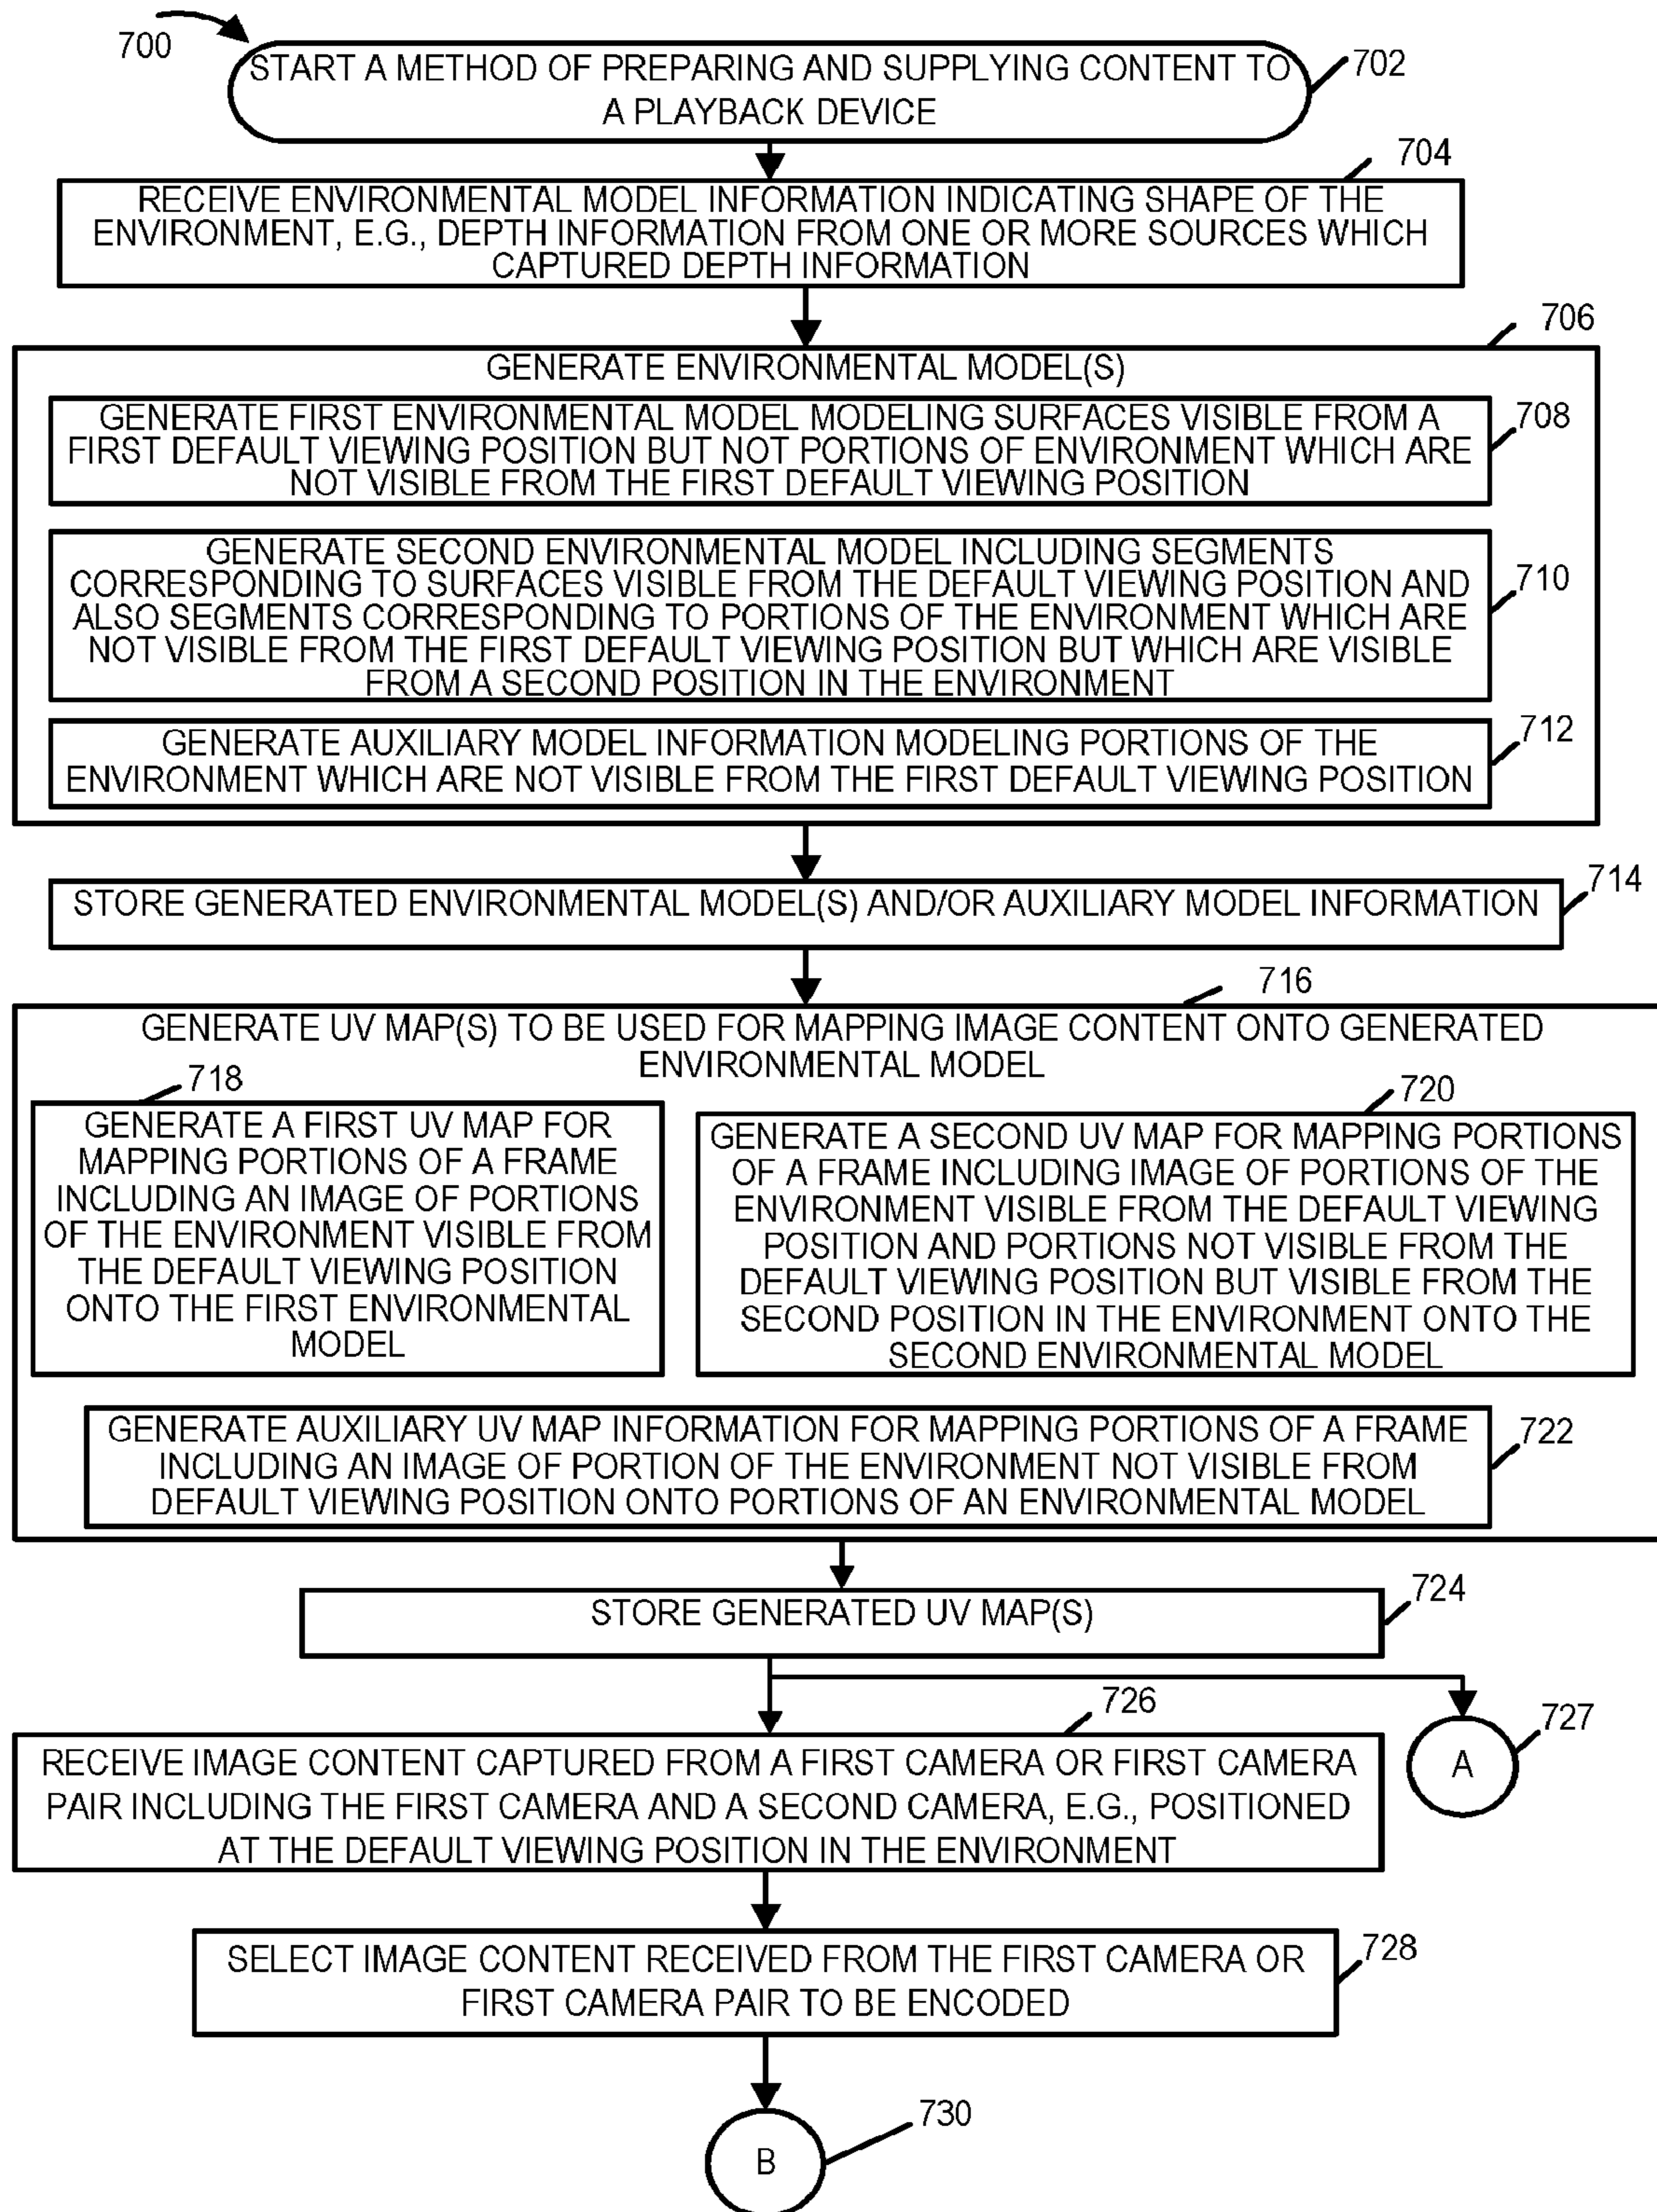 700
START A METHOD OF PREPARING AND SUPPLYING CONTENT TO
A PLAYBACK DEVICE
702
704
RECEIVE ENVIRONMENTAL MODEL INFORMATION INDICATING SHAPE OF THE
ENVIRONMENT, E.G., DEPTH INFORMATION FROM ONE OR MORE SOURCES WHICH
CAPTURED DEPTH INFORMATION
706
GENERATE ENVIRONMENTAL MODEL(S)
GENERATE FIRST ENVIRONMENTAL MODEL MODELING SURFACES VISIBLE FROM A
FIRST DEFAULT VIEWING POSITION BUT NOT PORTIONS OF ENVIRONMENT WHICH ARE
NOT VISIBLE FROM THE FIRST DEFAULT VIEWING POSITION
708
GENERATE SECOND ENVIRONMENTAL MODEL INCLUDING SEGMENTS
CORRESPONDING TO SURFACES VISIBLE FROM THE DEFAULT VIEWING POSITION AND
ALSO SEGMENTS CORRESPONDING TO PORTIONS OF THE ENVIRONMENT WHICH ARE
NOT VISIBLE FROM THE FIRST DEFAULT VIEWING POSITION BUT WHICH ARE VISIBLE
FROM A SECOND POSITION IN THE ENVIRONMENT
710
GENERATE AUXILIARY MODEL INFORMATION MODELING PORTIONS OF THE
ENVIRONMENT WHICH ARE NOT VISIBLE FROM THE FIRST DEFAULT VIEWING POSITION
712
STORE GENERATED ENVIRONMENTAL MODEL(S) AND/OR AUXILIARY MODEL INFORMATION
714
716
GENERATE UV MAP(S) TO BE USED FOR MAPPING IMAGE CONTENT ONTO GENERATED
ENVIRONMENTAL MODEL
718
GENERATE A FIRST UV MAP FOR
MAPPING PORTIONS OF A FRAME
INCLUDING AN IMAGE OF PORTIONS
OF THE ENVIRONMENT VISIBLE FROM
THE DEFAULT VIEWING POSITION
ONTO THE FIRST ENVIRONMENTAL
MODEL
720
GENERATE A SECOND UV MAP FOR MAPPING PORTIONS
OF A FRAME INCLUDING IMAGE OF PORTIONS OF THE
ENVIRONMENT VISIBLE FROM THE DEFAULT VIEWING
POSITION AND PORTIONS NOT VISIBLE FROM THE
DEFAULT VIEWING POSITION BUT VISIBLE FROM THE
SECOND POSITION IN THE ENVIRONMENT ONTO THE
SECOND ENVIRONMENTAL MODEL
GENERATE AUXILIARY UV MAP INFORMATION FOR MAPPING PORTIONS OF A FRAME
INCLUDING AN IMAGE OF PORTION OF THE ENVIRONMENT NOT VISIBLE FROM
DEFAULT VIEWING POSITION ONTO PORTIONS OF AN ENVIRONMENTAL MODEL
722
STORE GENERATED UV MAP(S)
724
726
RECEIVE IMAGE CONTENT CAPTURED FROM A FIRST CAMERA OR FIRST CAMERA
PAIR INCLUDING THE FIRST CAMERA AND A SECOND CAMERA, E.G., POSITIONED
AT THE DEFAULT VIEWING POSITION IN THE ENVIRONMENT
727
A
SELECT IMAGE CONTENT RECEIVED FROM THE FIRST CAMERA OR
FIRST CAMERA PAIR TO BE ENCODED
728
730
B